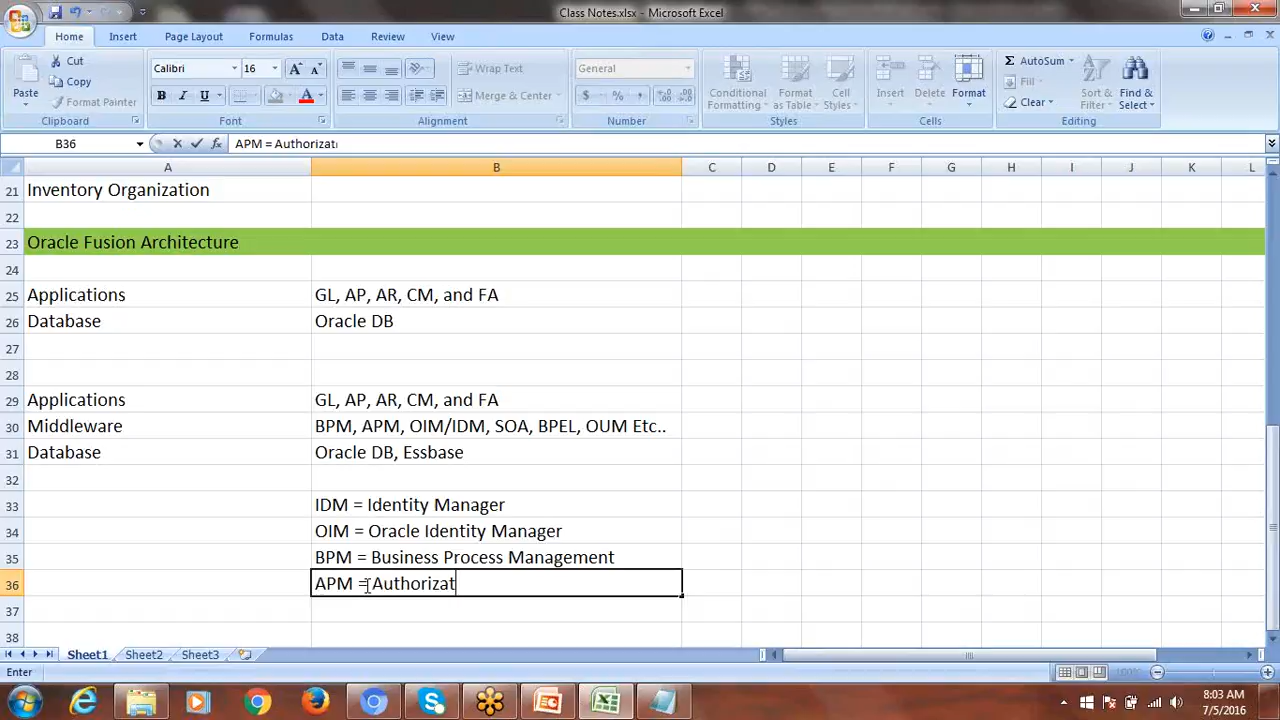 Class Notes.xlsx - Microsoft Excel
Home Insert Page Layout Formulas Data Review View
Paste
Cut
Copy
Format Painter
Clipboard
Calibri 16
B I U
Font
Wrap Text
Merge & Center
Alignment
General
$ % ,
Number
Conditional Formatting
Format as Table
Cell Styles
Styles
Insert Delete Format
Cells
AutoSum
Fill
Clear
Sort & Filter
Find & Select
Editing
B36 APM = Authorizati
A B C D E F G H I J K L
21 Inventory Organization
22
23 Oracle Fusion Architecture
24
25 Applications GL, AP, AR, CM, and FA
26 Database Oracle DB
27
28
29 Applications GL, AP, AR, CM, and FA
30 Middleware BPM, APM, OIM/IDM, SOA, BPEL, OUM Etc..
31 Database Oracle DB, Essbase
32
33 IDM = Identity Manager
34 OIM = Oracle Identity Manager
35 BPM = Business Process Management
36 APM = Authorizat
37
38
Sheet1 Sheet2 Sheet3
Enter 100%
8:03 AM
7/5/2016